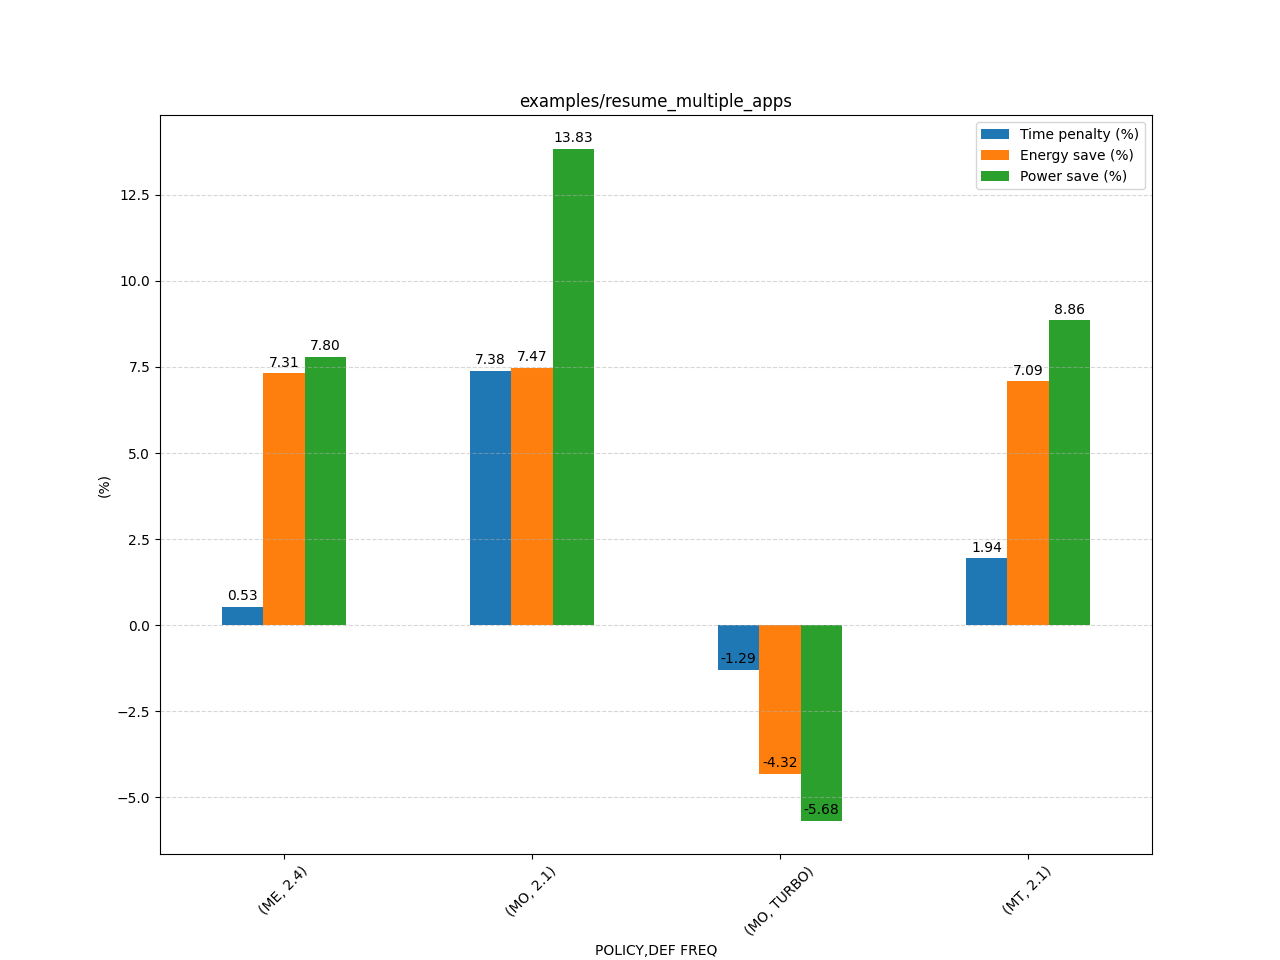 examples/resume_multiple_apps
Time penalty (%)
Energy save (%)
Power save (%)
(%)
12.5
10.0
7.5
5.0
2.5
0.0
−2.5
−5.0
0.53
7.31
7.80
7.38
7.47
13.83
-1.29
-4.32
-5.68
1.94
7.09
8.86
(ME, 2.4)
(MO, 2.1)
(MO, TURBO)
(MT, 2.1)
POLICY,DEF FREQ